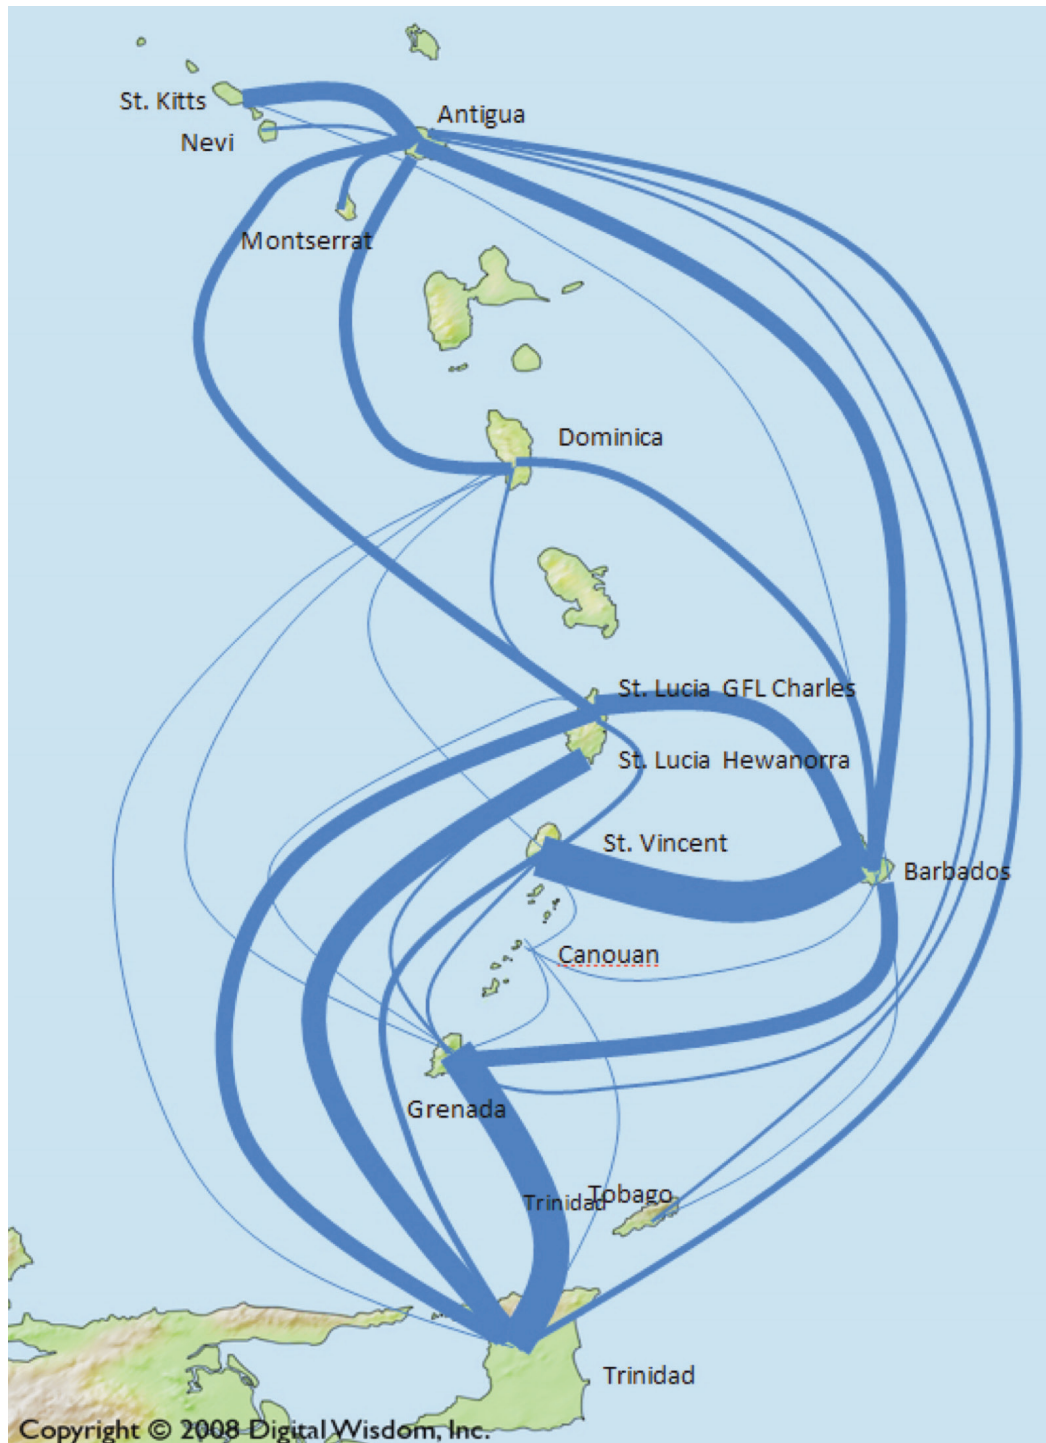 St. Kitts
Antigua
Nevi
Montserrat
Dominica
St. Lucia GFL Charles
St. Lucia Hewanorra
St. Vincent
Barbados
Canouan
Grenada
Tobago
Trinidad
Trinidad
Copyright © 2008 Digital Wisdom, Inc.